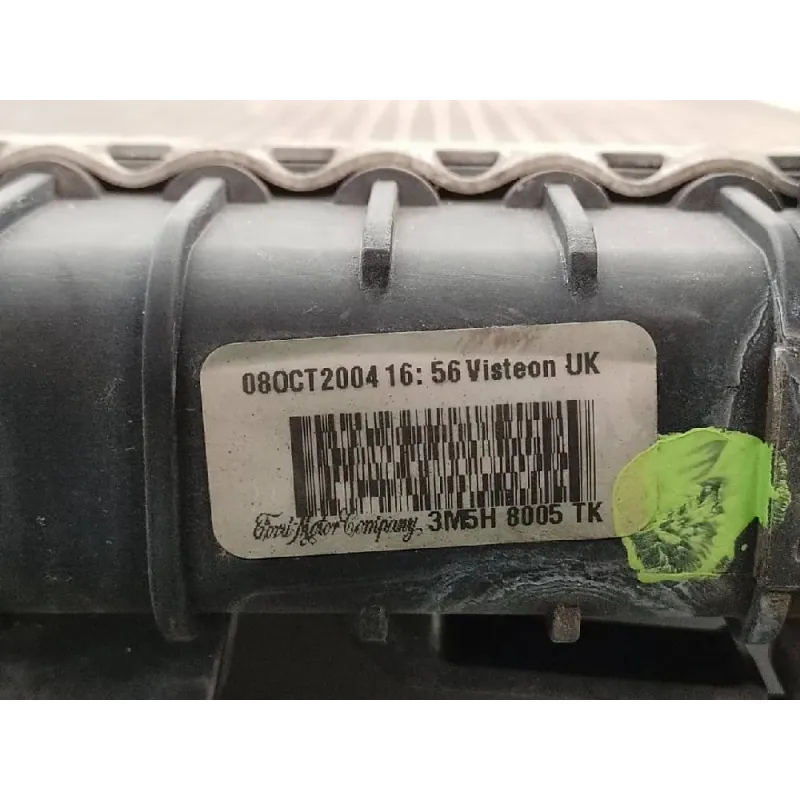 08OCT2004 16:56 Visteon UK
Ford Motor Company 3M5H 8005 TK